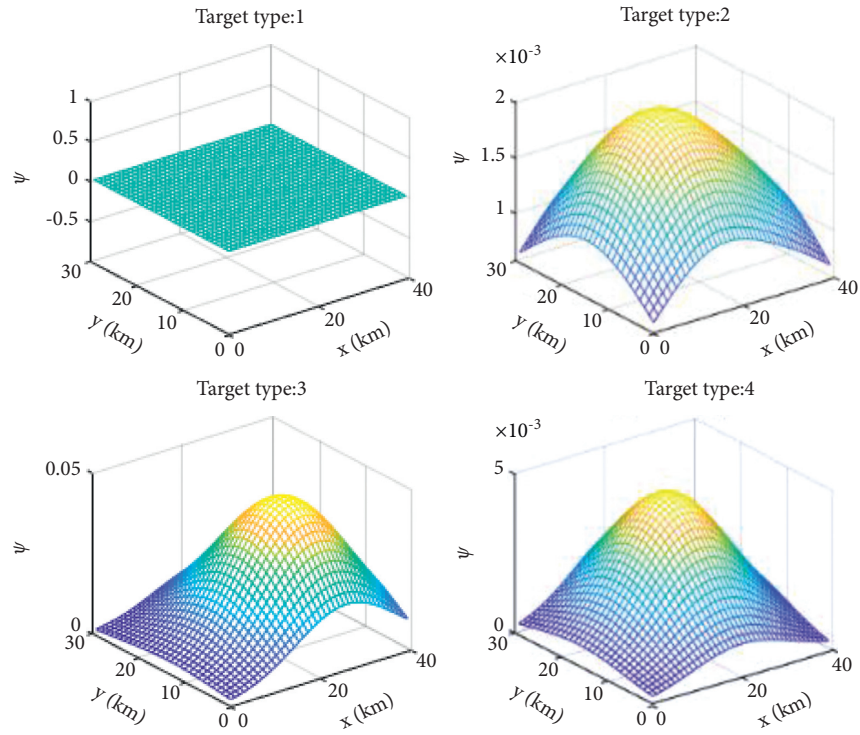 Target type:1
1
0.5
0
-0.5
ψ
30
20
10
0 0
20
40
y (km)
x (km)
Target type:2
×10-3
2
1.5
1
ψ
30
20
10
0 0
20
40
y (km)
x (km)
Target type:3
0.05
0
ψ
30
20
10
0 0
20
40
y (km)
x (km)
Target type:4
×10-3
5
0
ψ
30
20
10
0 0
20
40
y (km)
x (km)